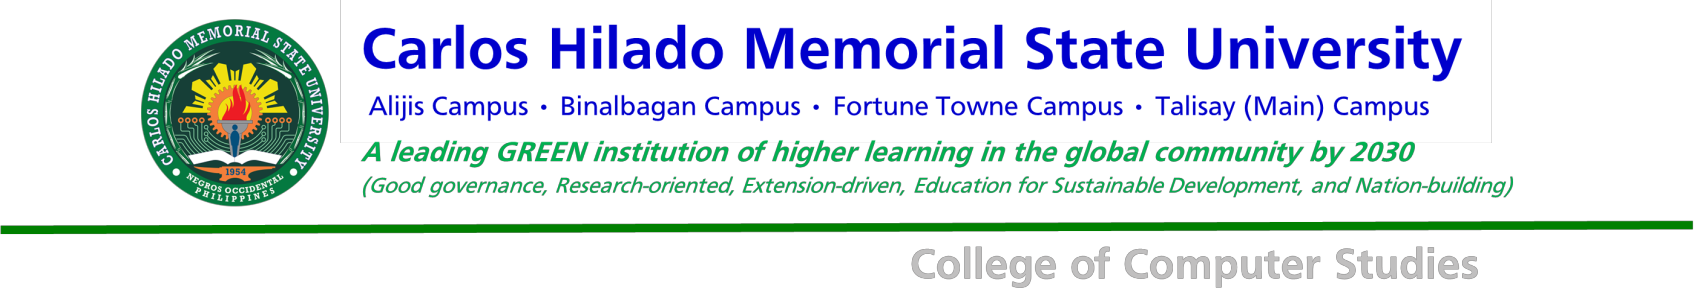 CARLOS HILADO MEMORIAL STATE UNIVERSITY
1954
NEGROS OCCIDENTAL
PHILIPPINES
Carlos Hilado Memorial State University
Alijis Campus • Binalbagan Campus • Fortune Towne Campus • Talisay (Main) Campus
A leading GREEN institution of higher learning in the global community by 2030
(Good governance, Research-oriented, Extension-driven, Education for Sustainable Development, and Nation-building)
College of Computer Studies